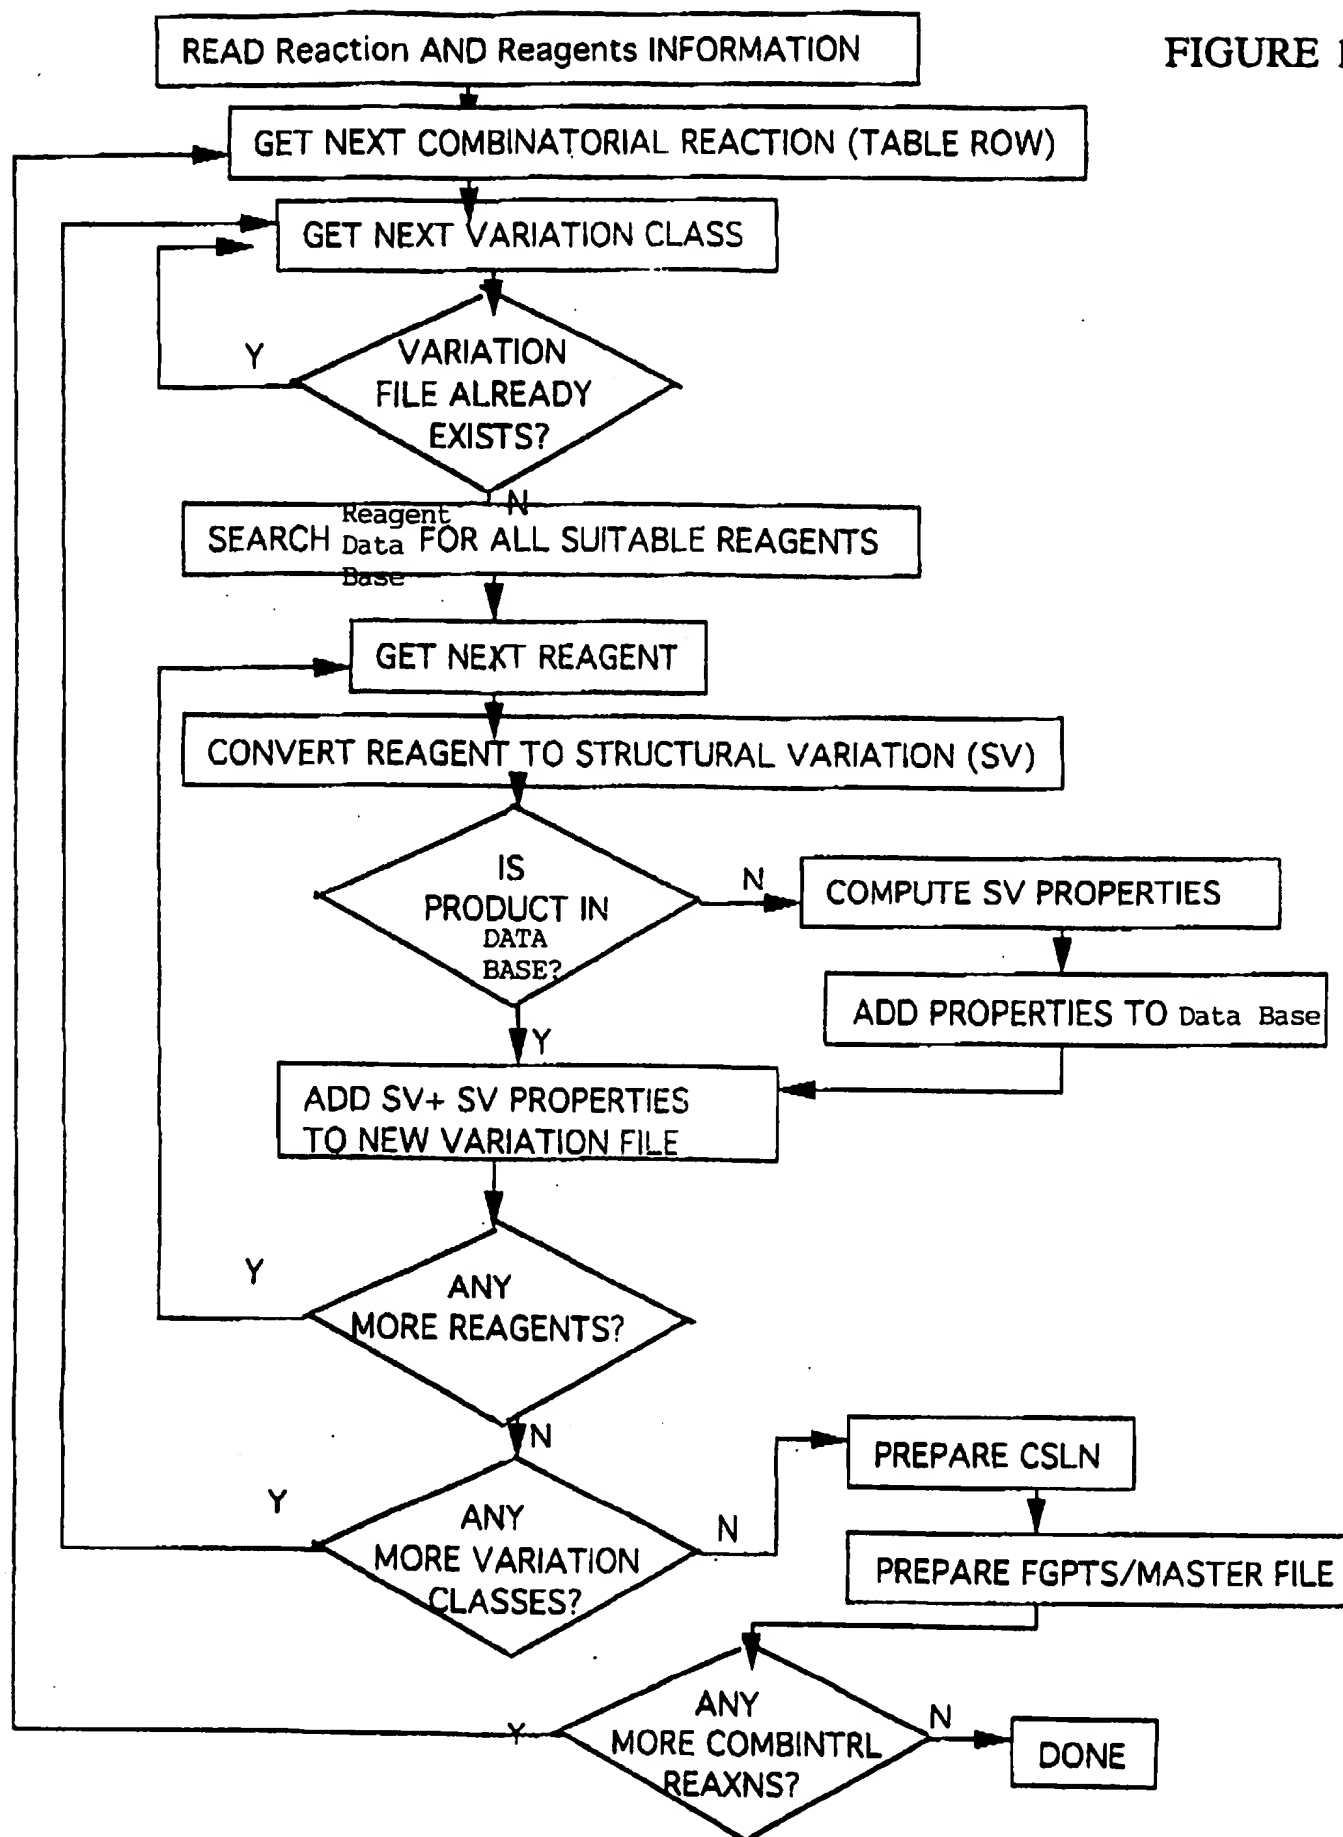 READ Reaction AND Reagents INFORMATION
FIGURE 1
GET NEXT COMBINATORIAL REACTION (TABLE ROW)
GET NEXT VARIATION CLASS
Y
VARIATION
FILE ALREADY
EXISTS?
N
SEARCH Reagent Data Base FOR ALL SUITABLE REAGENTS
GET NEXT REAGENT
CONVERT REAGENT TO STRUCTURAL VARIATION (SV)
IS
PRODUCT IN
DATA
BASE?
N
COMPUTE SV PROPERTIES
ADD PROPERTIES TO Data Base
Y
ADD SV+ SV PROPERTIES
TO NEW VARIATION FILE
Y
ANY
MORE REAGENTS?
N
PREPARE CSLN
Y
ANY
MORE VARIATION
CLASSES?
N
PREPARE FGPTS/MASTER FILE
Y
ANY
MORE COMBINTRL
REAXNS?
N
DONE